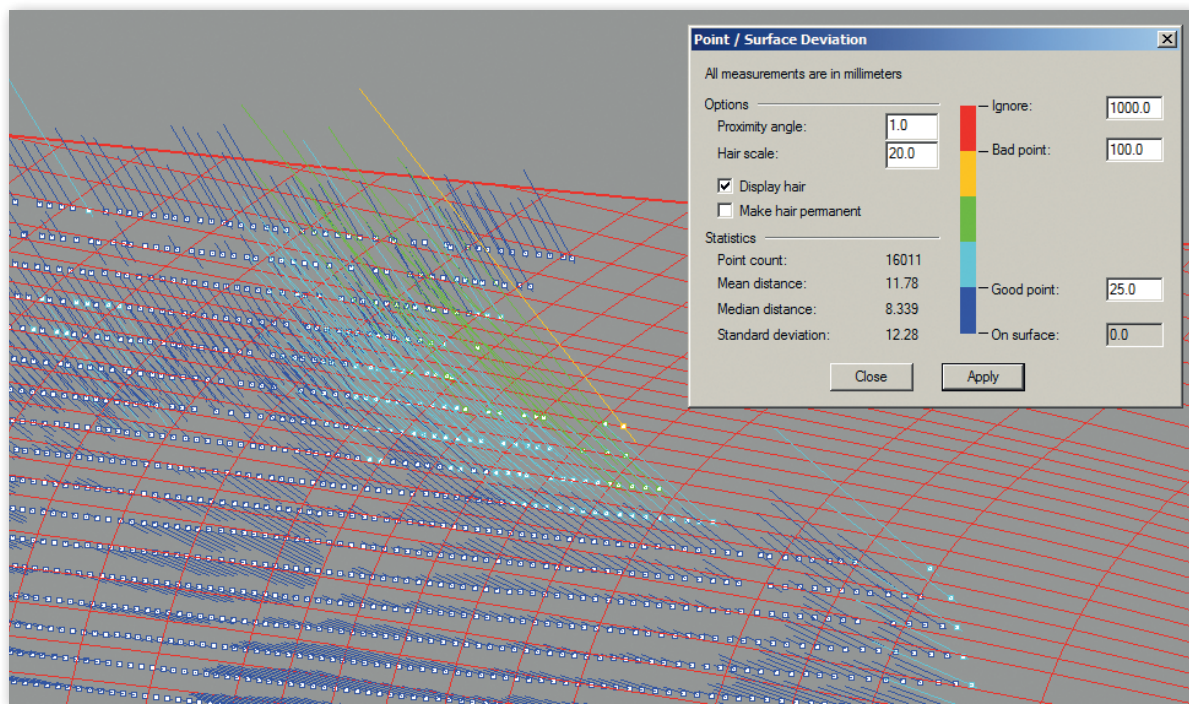 Point / Surface Deviation
All measurements are in millimeters
Options
Proximity angle: 1.0
Hair scale: 20.0
Display hair
Make hair permanent
Statistics
Point count: 16011
Mean distance: 11.78
Median distance: 8.339
Standard deviation: 12.28
Ignore: 1000.0
Bad point: 100.0
Good point: 25.0
On surface: 0.0
Close Apply